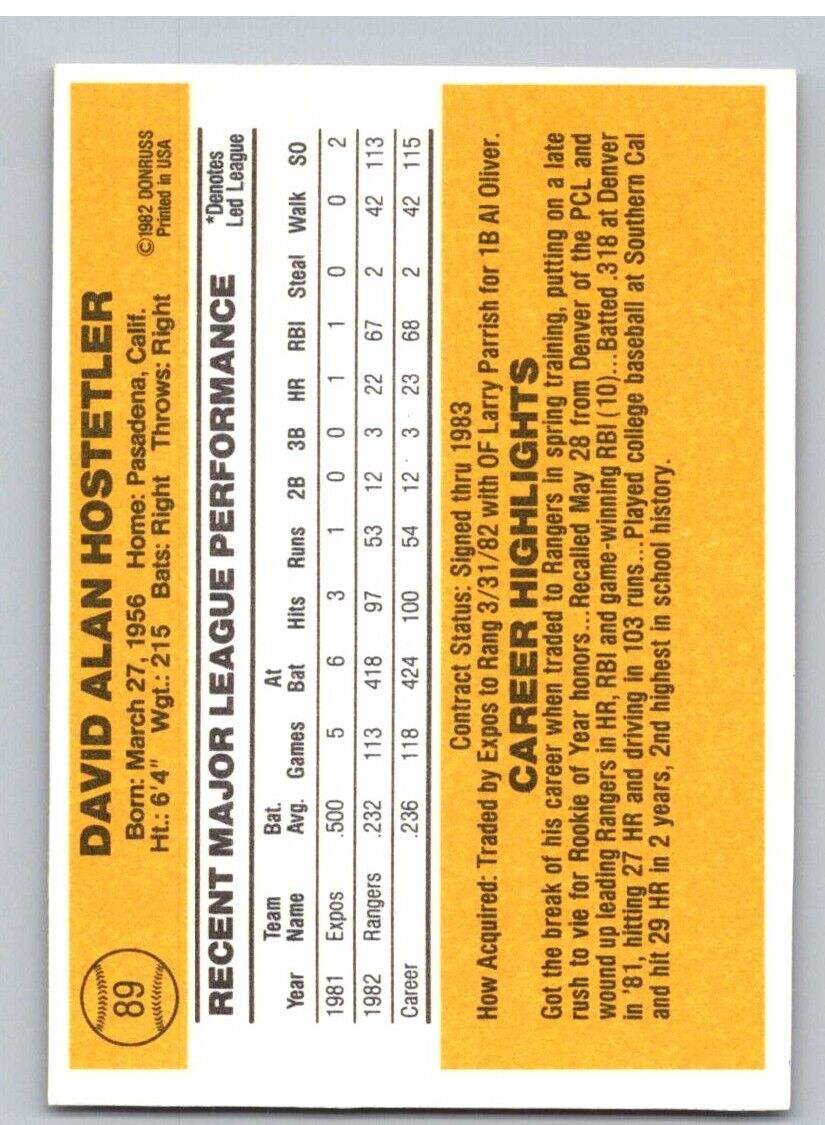 89
DAVID ALAN HOSTETLER
Born: March 27, 1956 Home: Pasadena, Calif.
Ht.: 6'4" Wgt.: 215 Bats: Right Throws: Right
©1982 DONRUSS
Printed in USA
RECENT MAJOR LEAGUE PERFORMANCE
*Denotes
Led League
Year Team Name Bat. Avg. Games At Bat Hits Runs 2B 3B HR RBI Steal Walk SO
1981 Expos .500 5 6 3 1 0 0 1 1 0 0 2
1982 Rangers .232 113 418 97 53 12 3 22 67 2 42 113
Career .236 118 424 100 54 12 3 23 68 2 42 115
Contract Status: Signed thru 1983
How Acquired: Traded by Expos to Rang 3/31/82 with OF Larry Parrish for 1B Al Oliver.
CAREER HIGHLIGHTS
Got the break of his career when traded to Rangers in spring training, putting on a late
rush to vie for Rookie of Year honors...Recalled May 28 from Denver of the PCL and
wound up leading Rangers in HR, RBI and game-winning RBI (10)...Batted .318 at Denver
in '81, hitting 27 HR and driving in 103 runs...Played college baseball at Southern Cal
and hit 29 HR in 2 years, 2nd highest in school history.